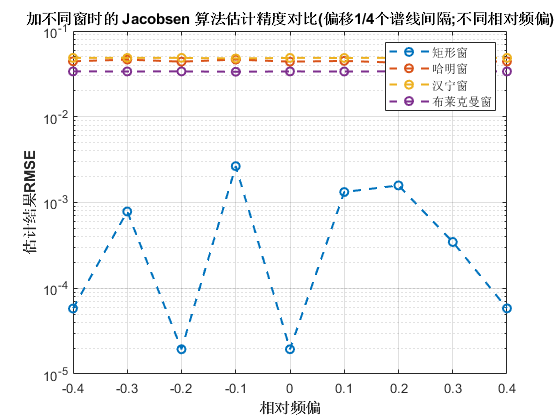 加不同窗时的 Jacobsen 算法估计精度对比(偏移1/4个谱线间隔;不同相对频偏)
10^-1
10^-2
10^-3
10^-4
10^-5
估计结果RMSE
矩形窗
哈明窗
汉宁窗
布莱克曼窗
-0.4 -0.3 -0.2 -0.1 0 0.1 0.2 0.3 0.4
相对频偏